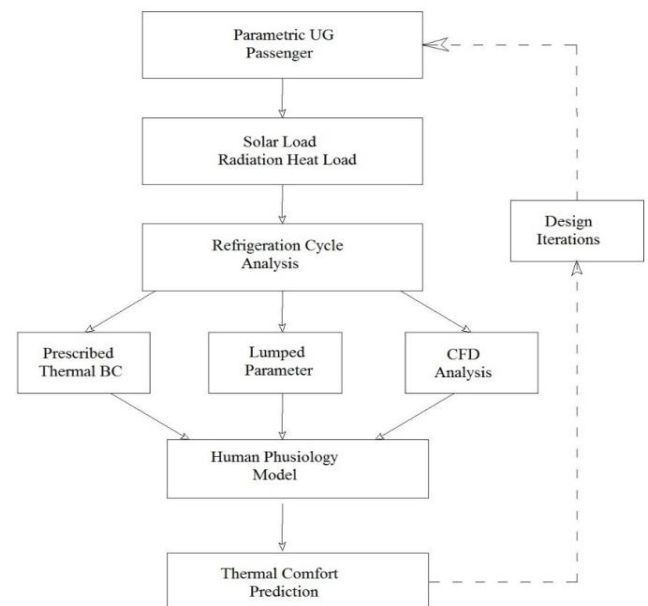 Parametric UG
Passenger
Solar Load
Radiation Heat Load
Design
Iterations
Refrigeration Cycle
Analysis
Prescribed
Thermal BC
Lumped
Parameter
CFD
Analysis
Human Phusiology
Model
Thermal Comfort
Prediction